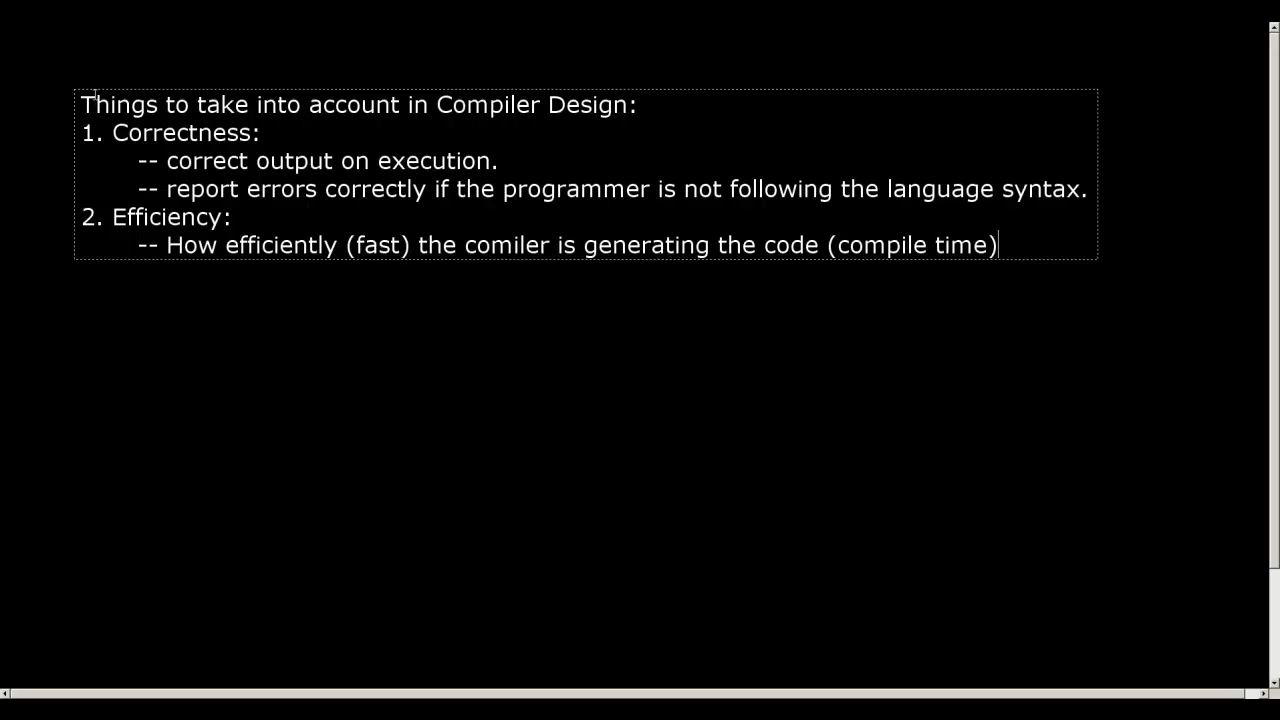 Things to take into account in Compiler Design:
1. Correctness:
-- correct output on execution.
-- report errors correctly if the programmer is not following the language syntax.
2. Efficiency:
-- How efficiently (fast) the comiler is generating the code (compile time)